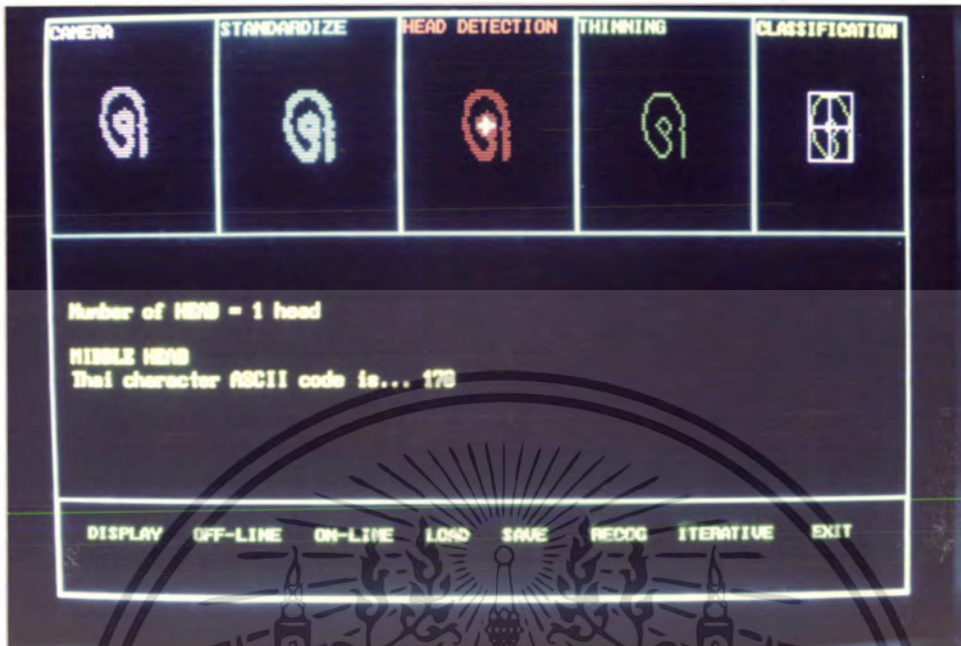 CAMERA
STANDARDIZE
HEAD DETECTION
THINNING
CLASSIFICATION
Number of HEAD = 1 head
MIDDLE HEAD
Thai character ASCII code is... 178
DISPLAY OFF-LINE ON-LINE LOAD SAVE RECOG ITERATIVE EXIT